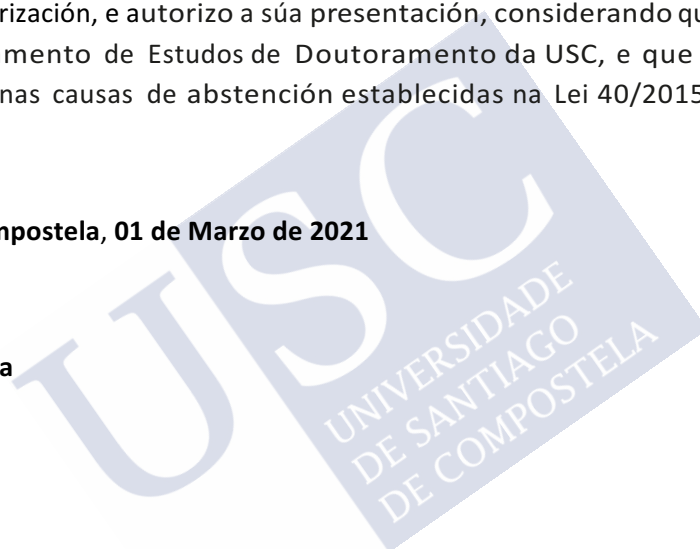 rización, e autorizo a súa presentación, considerando qu
mento de Estudos de Doutoramento da USC, e que
nas causas de abstención establecidas na Lei 40/2015
mpostela, 01 de Marzo de 2021
a
USC
UNIVERSIDADE
DE SANTIAGO
DE COMPOSTELA